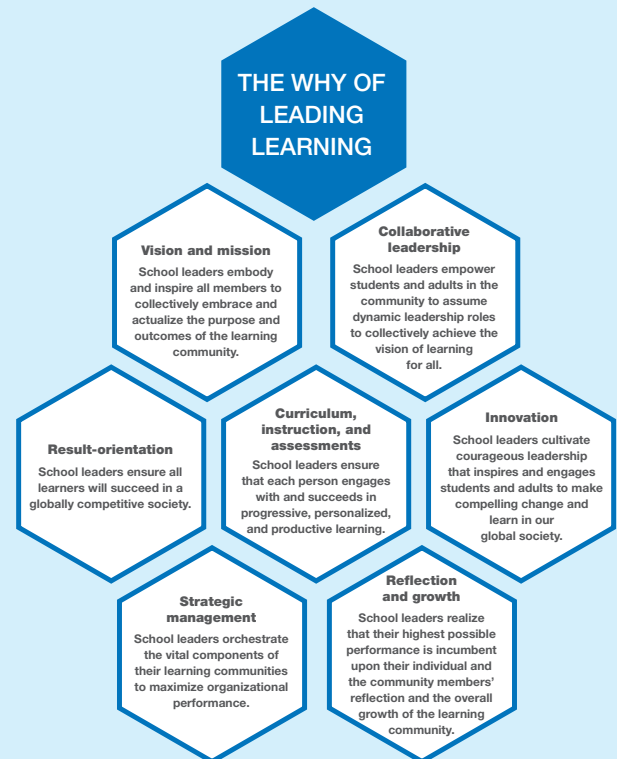 THE WHY OF
LEADING
LEARNING
Vision and mission
School leaders embody
and inspire all members to
collectively embrace and
actualize the purpose and
outcomes of the learning
community.
Collaborative
leadership
School leaders empower
students and adults in the
community to assume
dynamic leadership roles
to collectively achieve the
vision of learning
for all.
Result-orientation
School leaders ensure all
learners will succeed in a
globally competitive society.
Curriculum,
instruction, and
assessments
School leaders ensure
that each person engages
with and succeeds in
progressive, personalized,
and productive learning.
Innovation
School leaders cultivate
courageous leadership
that inspires and engages
students and adults to make
compelling change and
learn in our
global society.
Strategic
management
School leaders orchestrate
the vital components of
their learning communities
to maximize organizational
performance.
Reflection
and growth
School leaders realize
that their highest possible
performance is incumbent
upon their individual and
the community members’
reflection and the overall
growth of the learning
community.